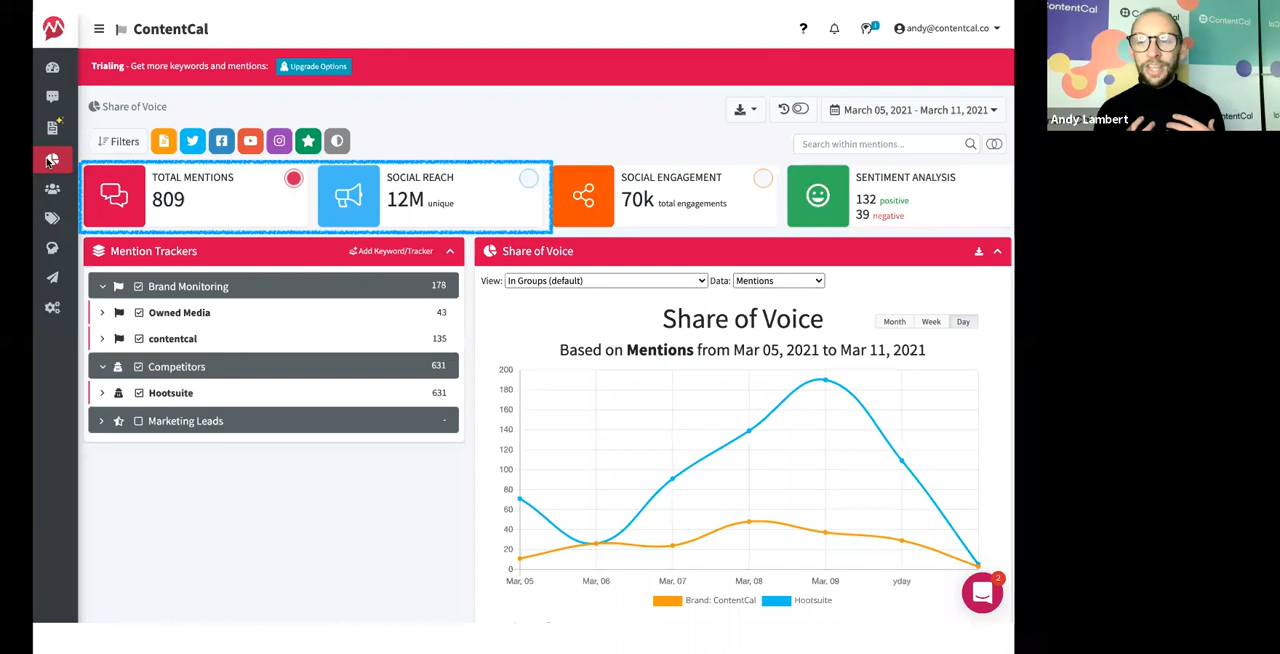 ContentCal
?
andy@contentcal.co
Trialing - Get more keywords and mentions:
Upgrade Options
Share of Voice
March 05, 2021 - March 11, 2021
Filters
Search within mentions...
TOTAL MENTIONS
809
SOCIAL REACH
12M unique
SOCIAL ENGAGEMENT
70k total engagements
SENTIMENT ANALYSIS
132 positive
39 negative
Mention Trackers
Add Keyword/Tracker
Brand Monitoring 178
Owned Media 43
contentcal 135
Competitors 631
Hootsuite 631
Marketing Leads -
Share of Voice
View: In Groups (default) Data: Mentions
Share of Voice
Month Week Day
Based on Mentions from Mar 05, 2021 to Mar 11, 2021
200
180
160
140
120
100
80
60
40
20
0
Mar, 05 Mar, 06 Mar, 07 Mar, 08 Mar, 09 yday
Brand: ContentCal Hootsuite
2
ContentCal
ContentCal
ContentCal
Andy Lambert